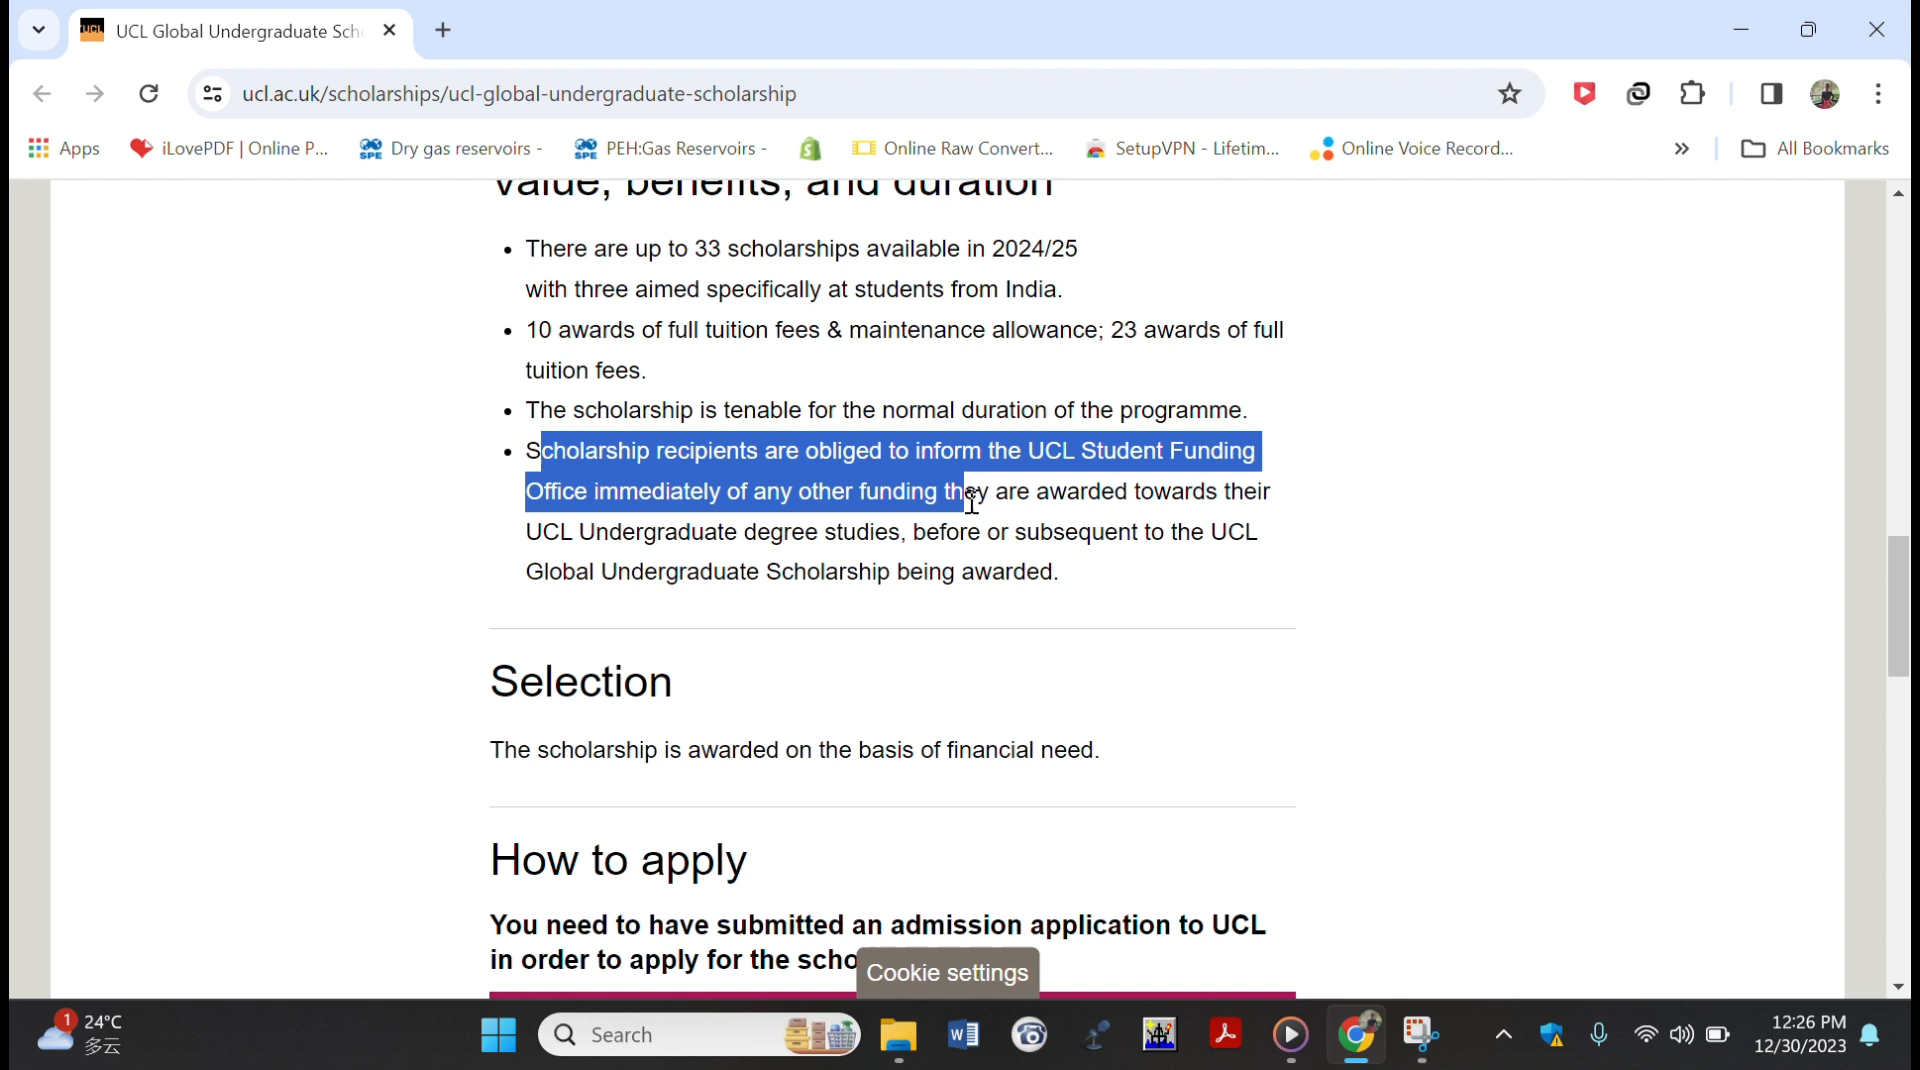 UCL Global Undergraduate Sch
ucl.ac.uk/scholarships/ucl-global-undergraduate-scholarship
Apps
iLovePDF | Online P...
SPE
Dry gas reservoirs -
SPE
PEH:Gas Reservoirs -
Online Raw Convert...
SetupVPN - Lifetim...
Online Voice Record...
»
All Bookmarks
Value, benefits, and duration
• There are up to 33 scholarships available in 2024/25
with three aimed specifically at students from India.
• 10 awards of full tuition fees & maintenance allowance; 23 awards of full
tuition fees.
• The scholarship is tenable for the normal duration of the programme.
• Scholarship recipients are obliged to inform the UCL Student Funding
Office immediately of any other funding they are awarded towards their
UCL Undergraduate degree studies, before or subsequent to the UCL
Global Undergraduate Scholarship being awarded.
Selection
The scholarship is awarded on the basis of financial need.
How to apply
You need to have submitted an admission application to UCL
in order to apply for the scho
Cookie settings
1
24°C
多云
Search
12:26 PM
12/30/2023